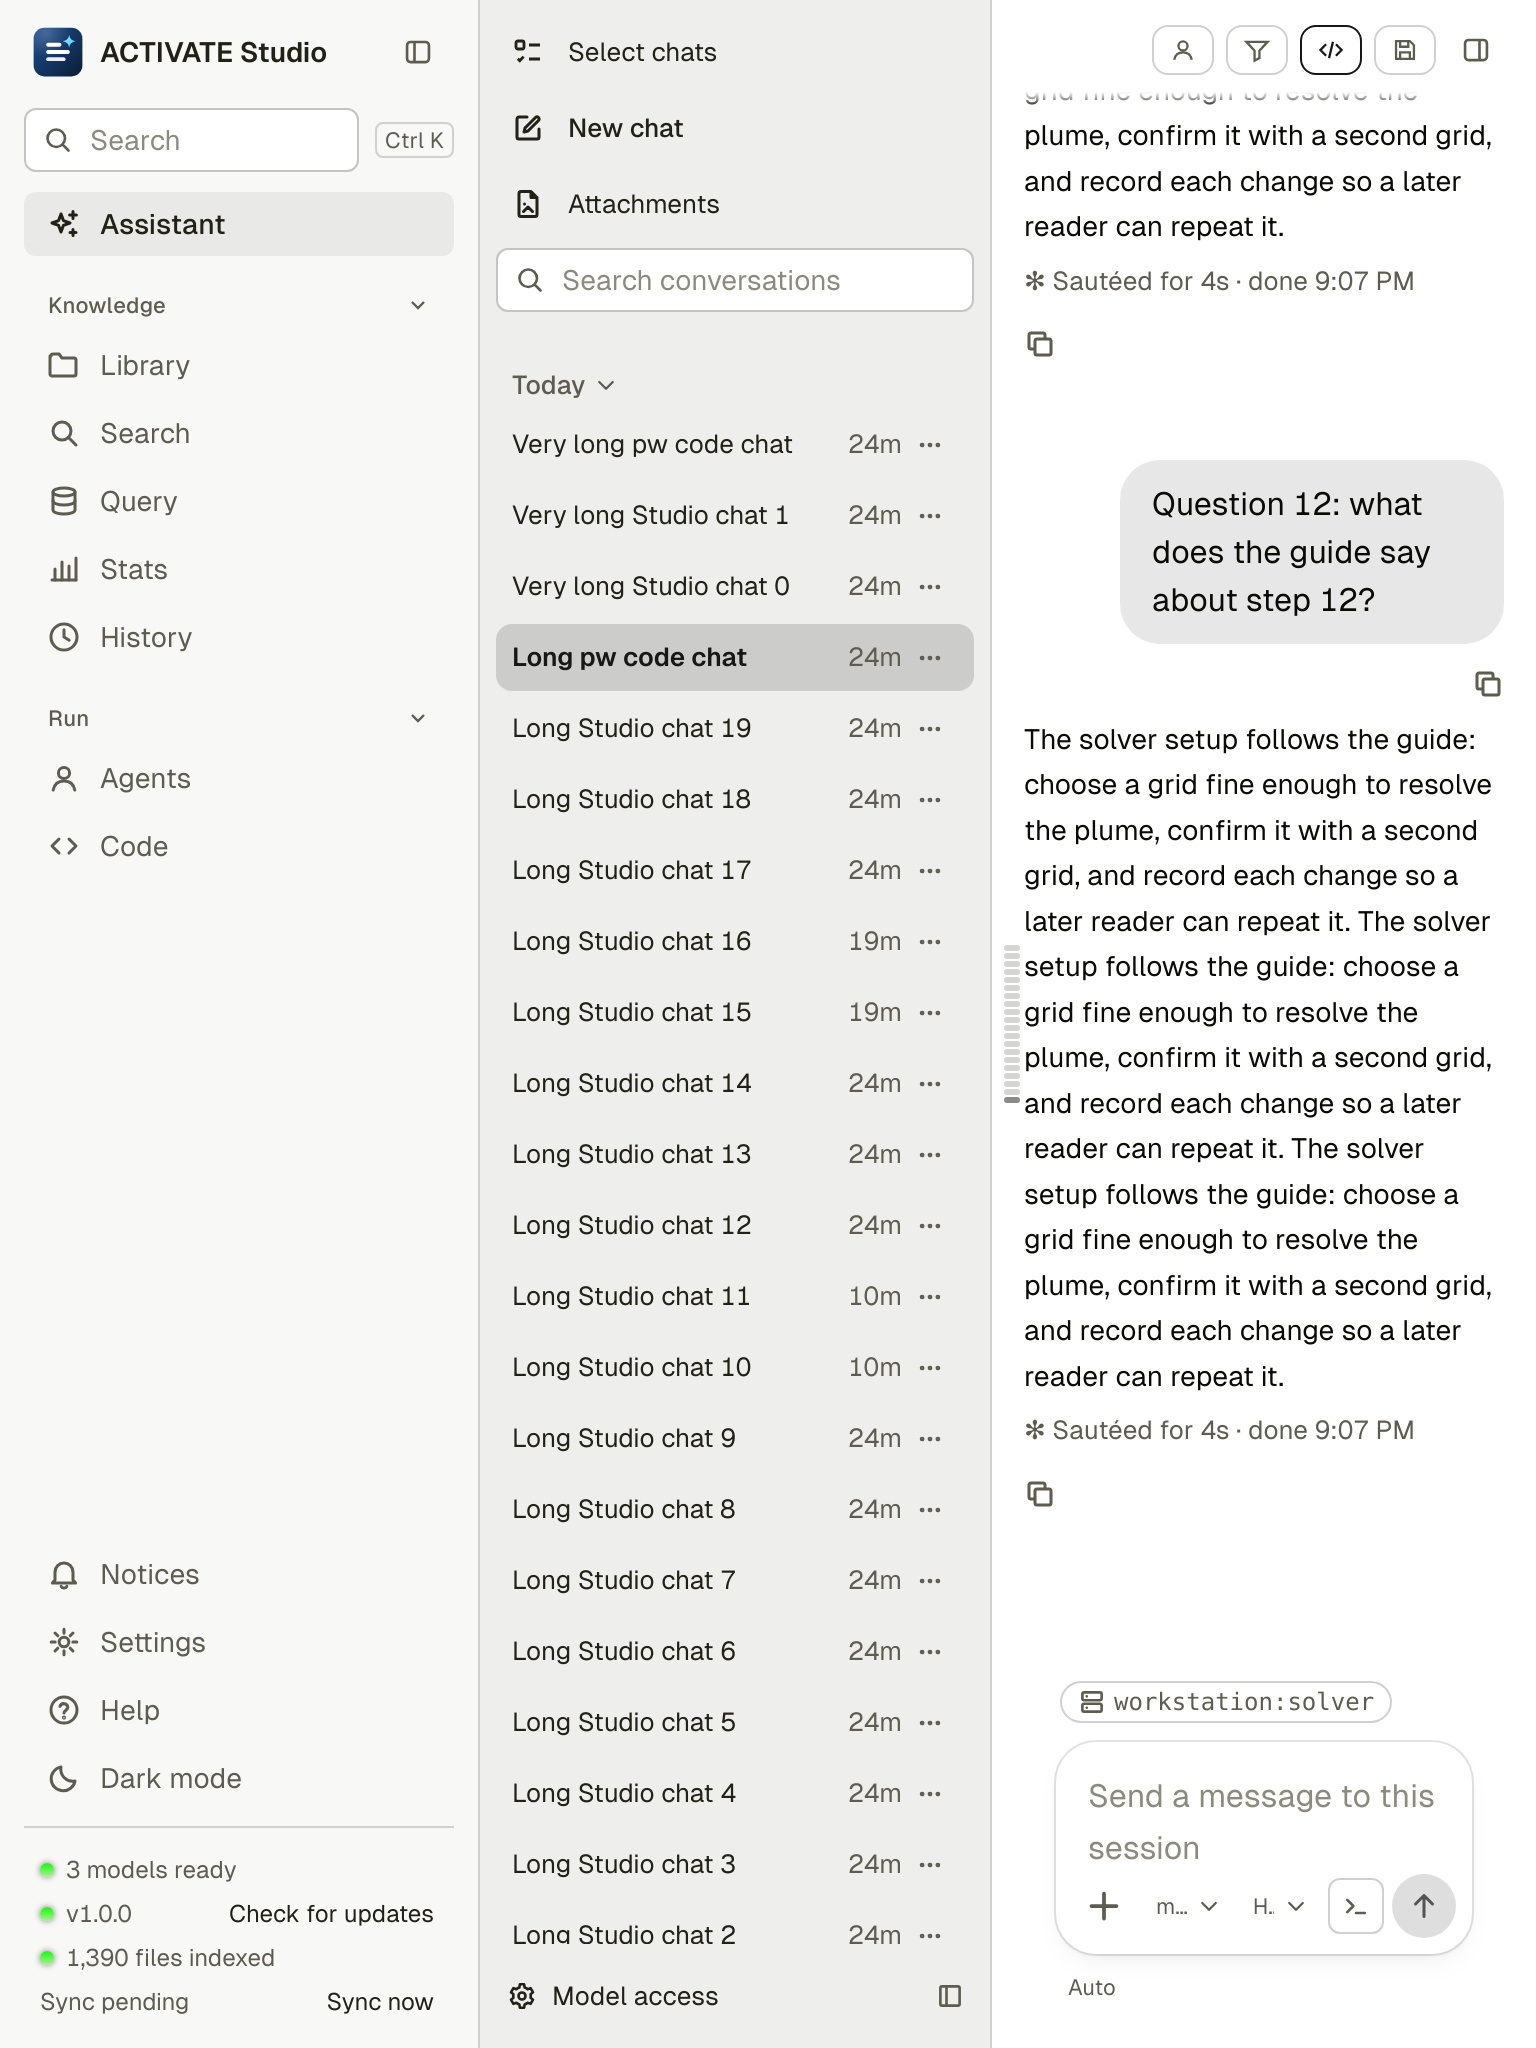 ACTIVATE Studio
Search
Ctrl K
Assistant
Knowledge
Library
Search
Query
Stats
History
Run
Agents
Code
Notices
Settings
Help
Dark mode
3 models ready
v1.0.0 Check for updates
1,390 files indexed
Sync pending Sync now
Select chats
New chat
Attachments
Search conversations
Today
Very long pw code chat 24m
Very long Studio chat 1 24m
Very long Studio chat 0 24m
Long pw code chat 24m
Long Studio chat 19 24m
Long Studio chat 18 24m
Long Studio chat 17 24m
Long Studio chat 16 19m
Long Studio chat 15 19m
Long Studio chat 14 24m
Long Studio chat 13 24m
Long Studio chat 12 24m
Long Studio chat 11 10m
Long Studio chat 10 10m
Long Studio chat 9 24m
Long Studio chat 8 24m
Long Studio chat 7 24m
Long Studio chat 6 24m
Long Studio chat 5 24m
Long Studio chat 4 24m
Long Studio chat 3 24m
Long Studio chat 2 24m
Model access
grid fine enough to resolve the
plume, confirm it with a second grid,
and record each change so a later
reader can repeat it.
✻ Sautéed for 4s · done 9:07 PM
Question 12: what
does the guide say
about step 12?
The solver setup follows the guide:
choose a grid fine enough to resolve
the plume, confirm it with a second
grid, and record each change so a
later reader can repeat it. The solver
setup follows the guide: choose a
grid fine enough to resolve the
plume, confirm it with a second grid,
and record each change so a later
reader can repeat it. The solver
setup follows the guide: choose a
grid fine enough to resolve the
plume, confirm it with a second grid,
and record each change so a later
reader can repeat it.
✻ Sautéed for 4s · done 9:07 PM
workstation:solver
Send a message to this
session
m... H..
Auto